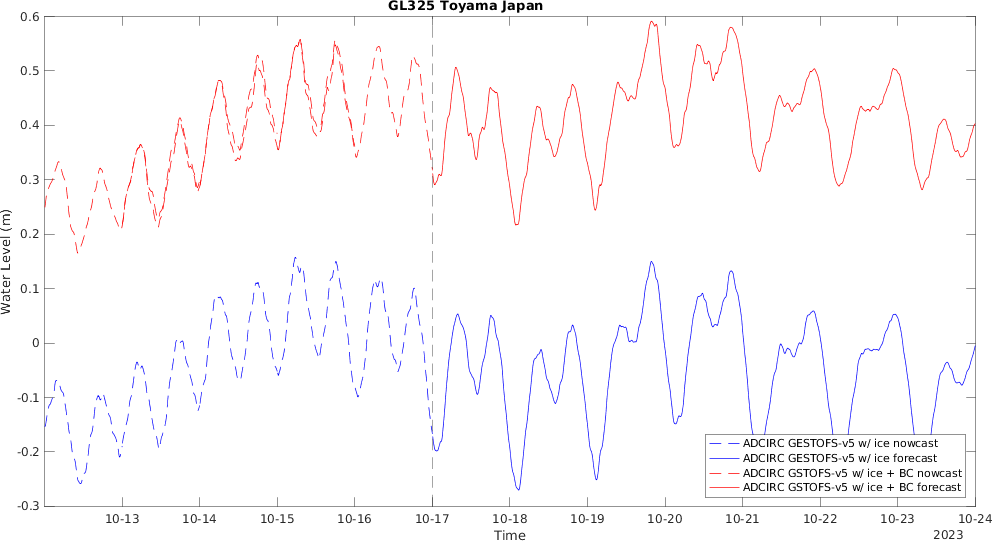 GL325 Toyama Japan
Water Level (m)
0.6
0.5
0.4
0.3
0.2
0.1
0
-0.1
-0.2
-0.3
ADCIRC GESTOFS-v5 w/ ice nowcast
ADCIRC GESTOFS-v5 w/ ice forecast
ADCIRC GSTOFS-v5 w/ ice + BC nowcast
ADCIRC GSTOFS-v5 w/ ice + BC forecast
10-13 10-14 10-15 10-16 10-17 10-18 10-19 10-20 10-21 10-22 10-23 10-24
Time
2023